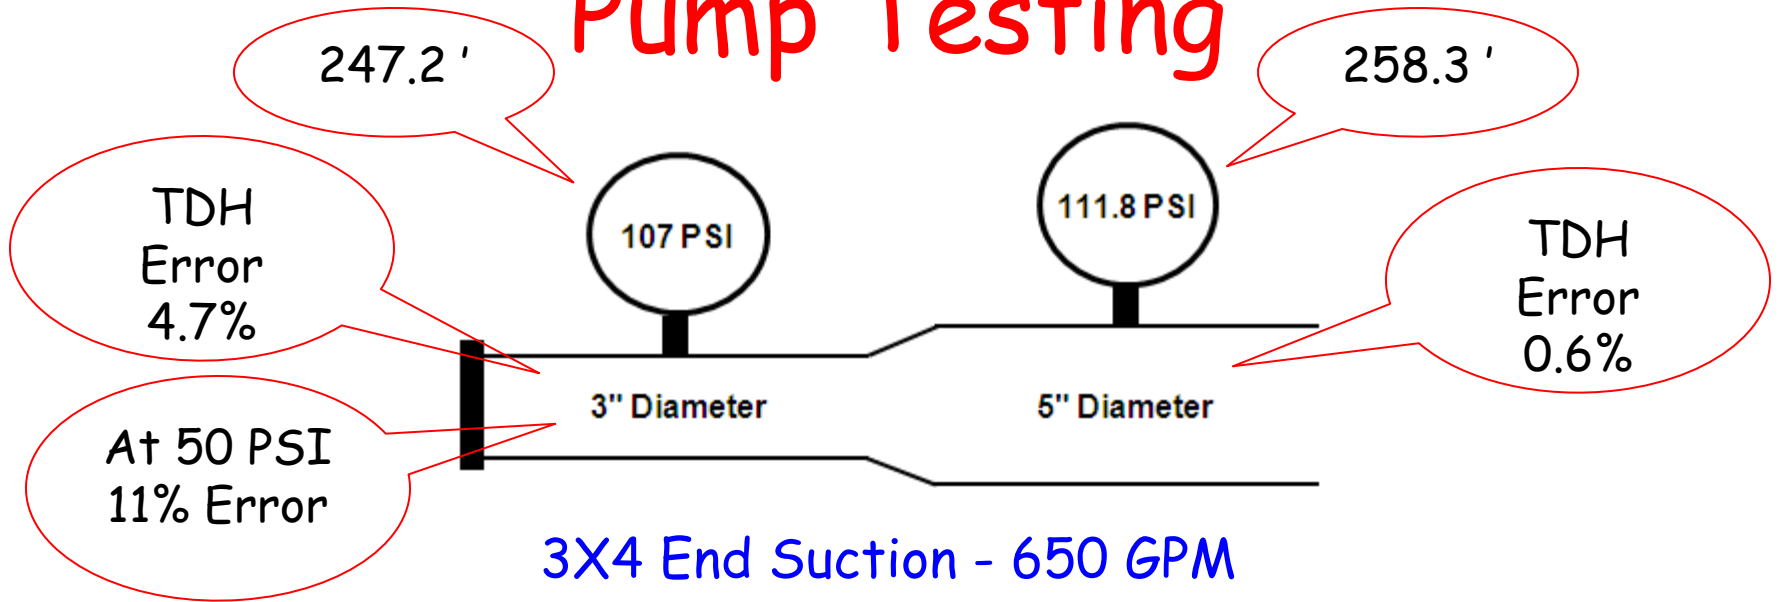 Pump Testing
247.2 '
258.3 '
TDH
Error
4.7%
107 PSI
111.8 PSI
TDH
Error
0.6%
3" Diameter
5" Diameter
At 50 PSI
11% Error
3X4 End Suction - 650 GPM